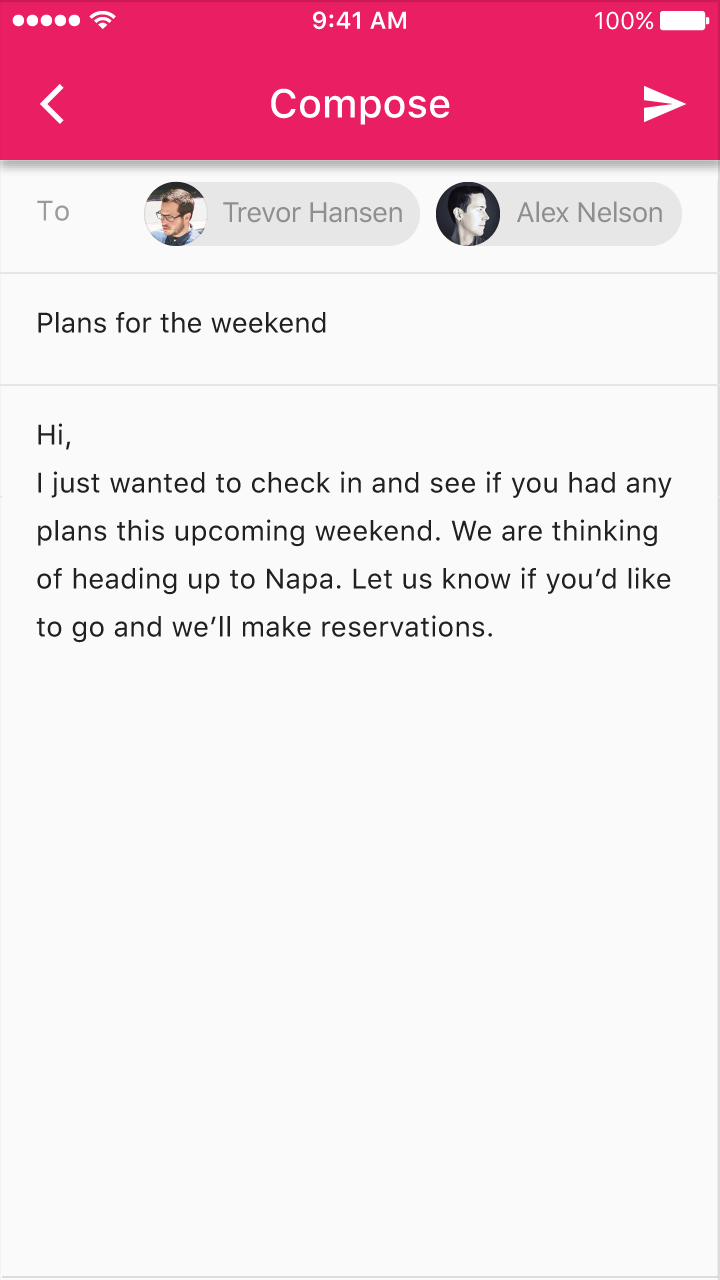 9:41 AM 100%
Compose
To Trevor Hansen Alex Nelson
Plans for the weekend
Hi,
I just wanted to check in and see if you had any
plans this upcoming weekend. We are thinking
of heading up to Napa. Let us know if you’d like
to go and we’ll make reservations.